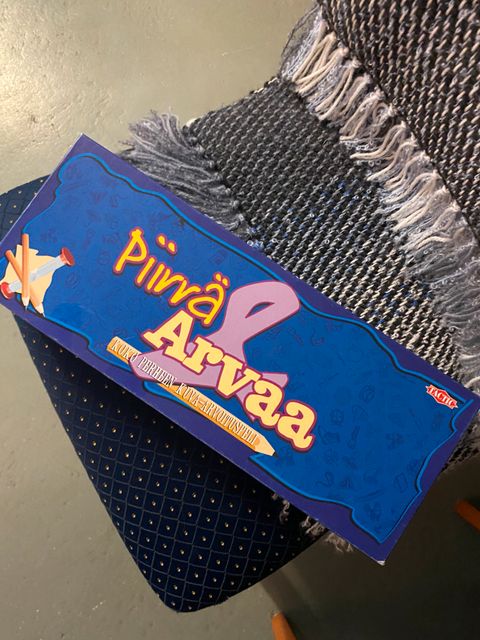 Piirrä
&
Arvaa
KOKO PERHEEN KUVA-ARVOITUSPELI
TACTIC